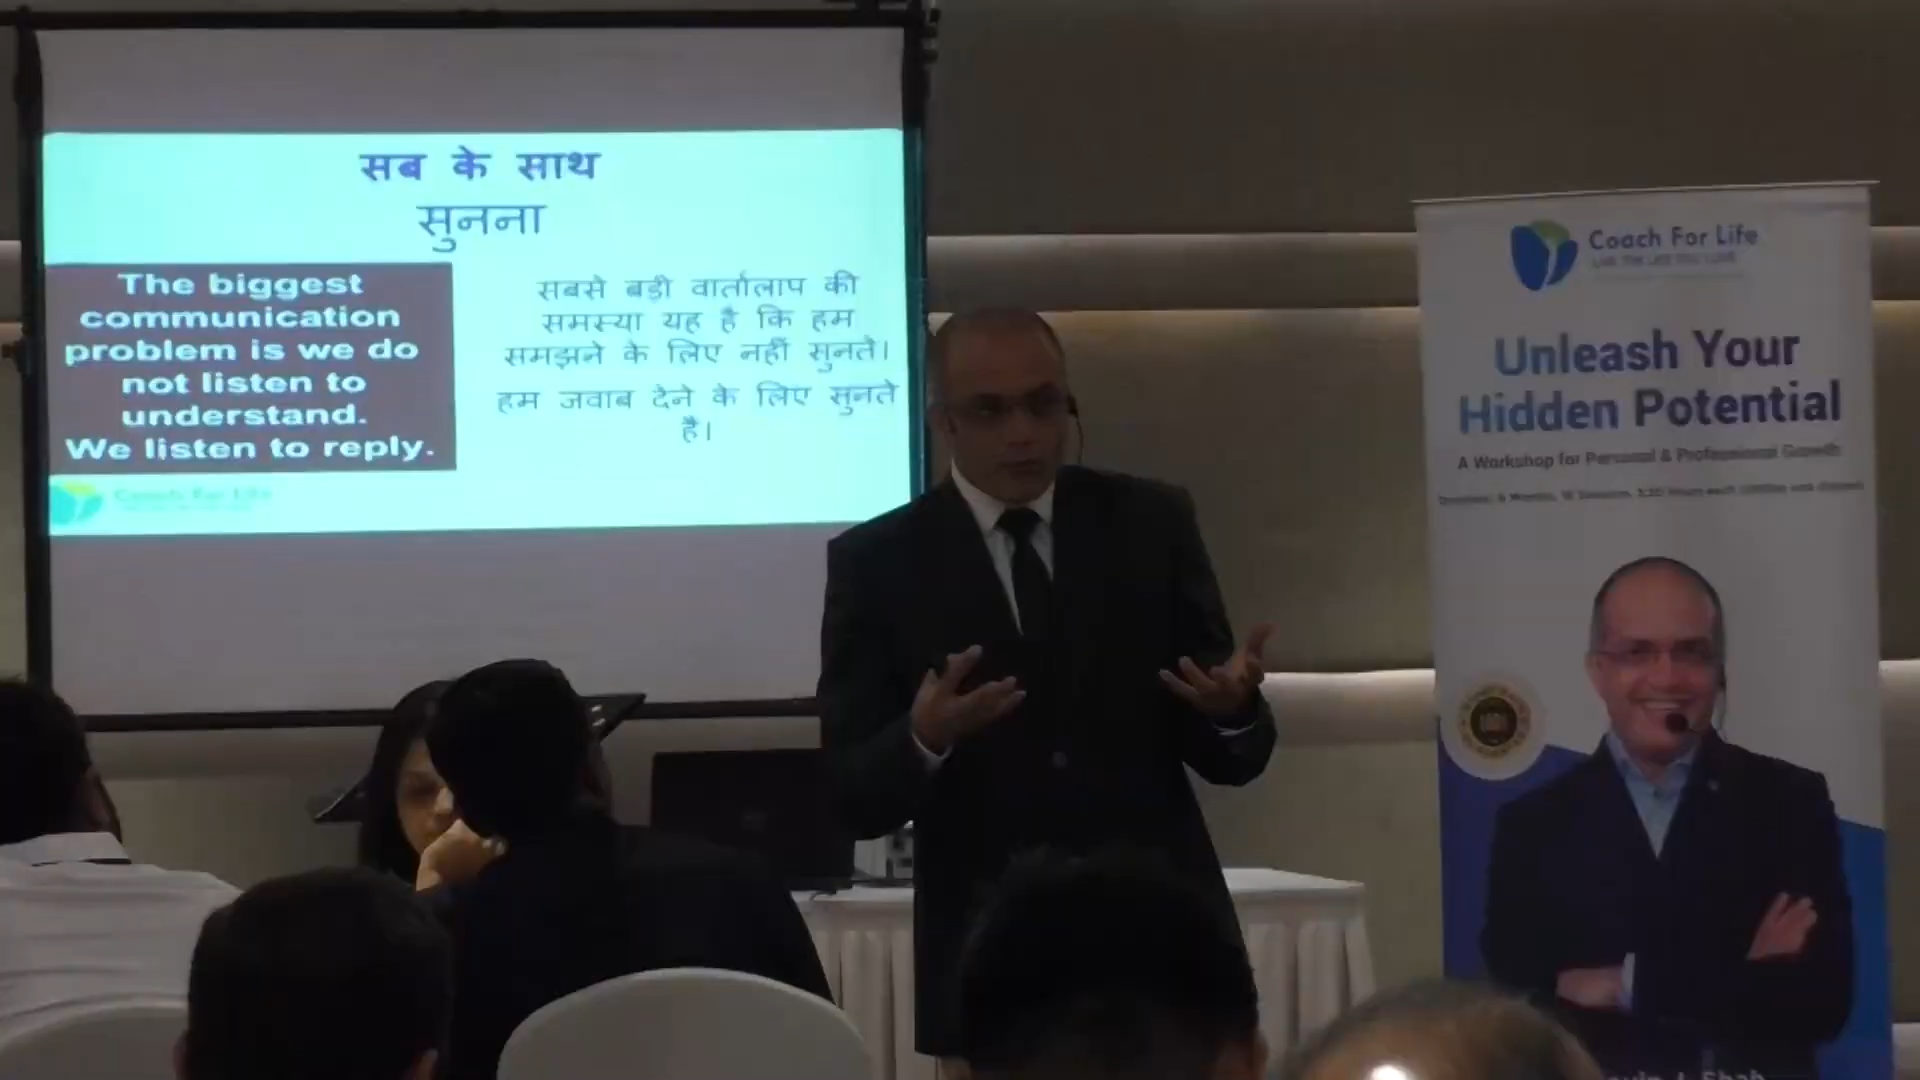 सब के साथ
सुनना
The biggest
communication
problem is we do
not listen to
understand.
We listen to reply.
सबसे बड़ी वार्तालाप की
समस्या यह है कि हम
समझने के लिए नहीं सुनते।
हम जवाब देने के लिए सुनते
हैं।
Coach For Life
Coach For Life
Unleash Your
Hidden Potential
A Workshop for Personal & Professional Growth
Shah